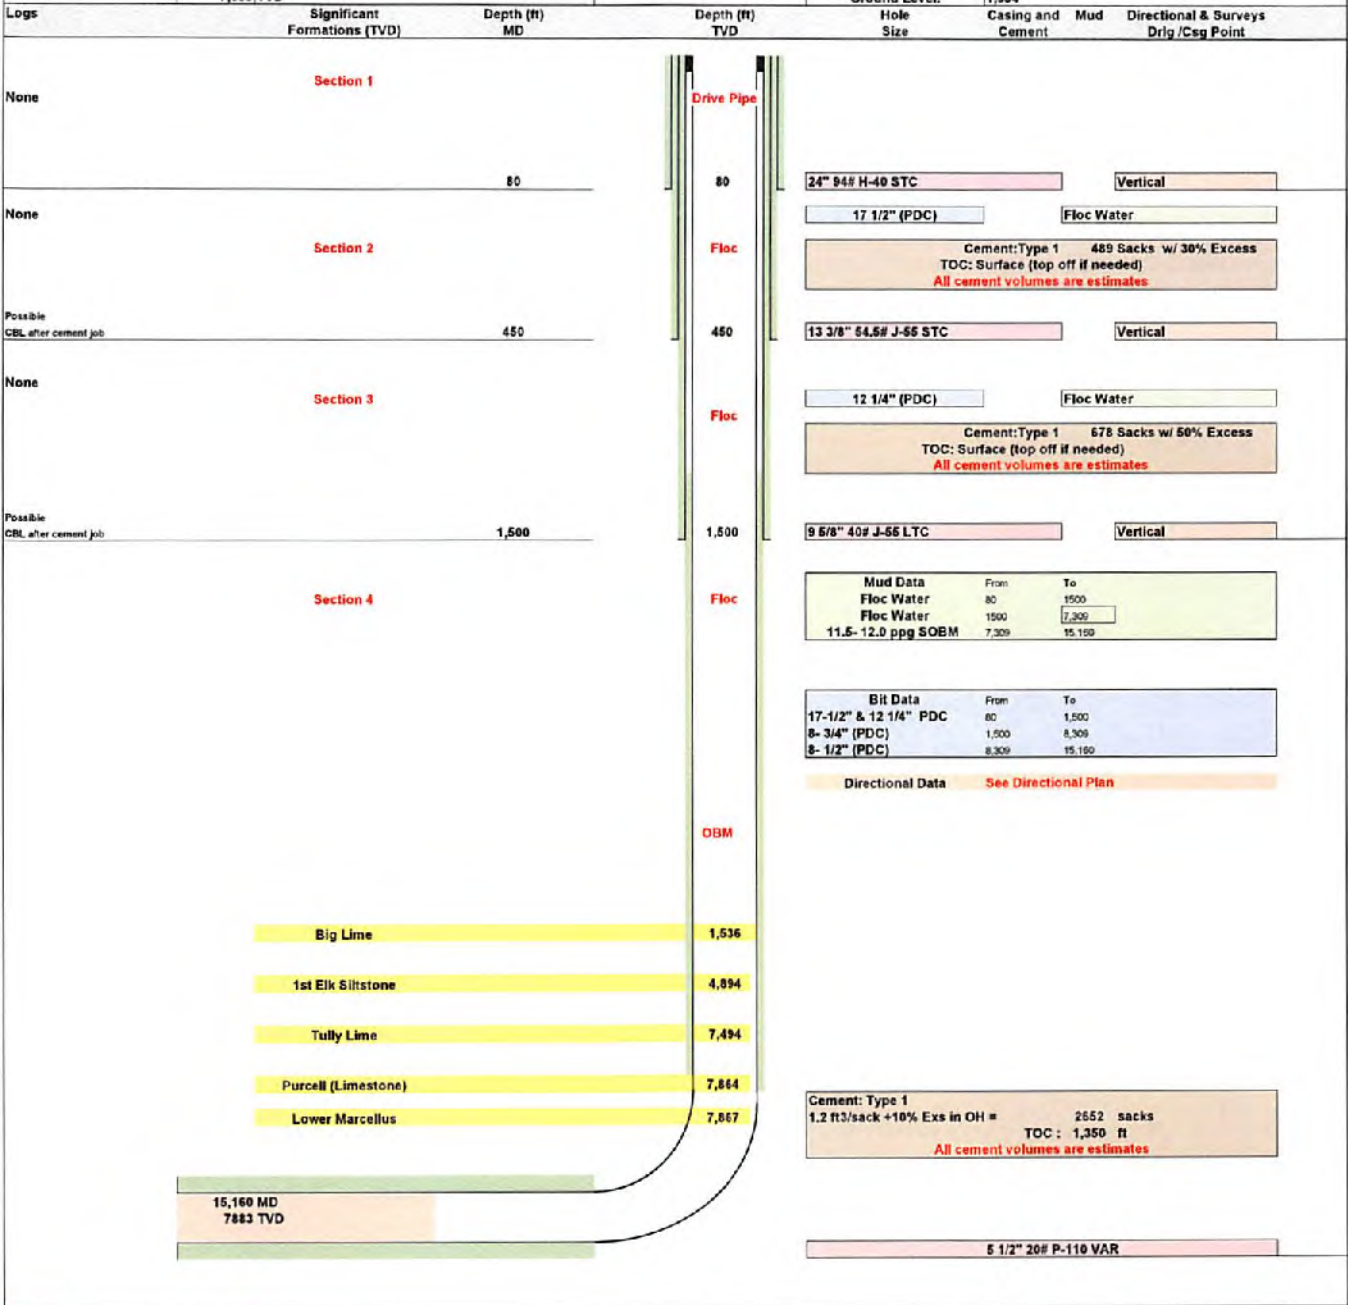 Logs Significant Depth (ft) Depth (ft) Hole Casing and Mud Directional & Surveys
Formations (TVD) MD TVD Size Cement Drlg /Csg Point
Section 1
None
Drive Pipe
80 80 24" 94# H-40 STC Vertical
None 17 1/2" (PDC) Floc Water
Section 2 Floc Cement:Type 1 489 Sacks w/ 30% Excess
TOC: Surface (top off if needed)
All cement volumes are estimates
Possible
CBL after cement job 450 450 13 3/8" 54.5# J-55 STC Vertical
None
Section 3 12 1/4" (PDC) Floc Water
Floc
Cement:Type 1 678 Sacks w/ 50% Excess
TOC: Surface (top off if needed)
All cement volumes are estimates
Possible
CBL after cement job 1,500 1,500 9 5/8" 40# J-55 LTC Vertical
Mud Data From To
Section 4 Floc Floc Water 80 1500
Floc Water 1500 7,309
11.5- 12.0 ppg SOBM 7,309 15,160
Bit Data From To
17-1/2" & 12 1/4" PDC 80 1,500
8- 3/4" (PDC) 1,500 8,309
8- 1/2" (PDC) 8,309 15,160
Directional Data See Directional Plan
OBM
Big Lime 1,536
1st Elk Siltstone 4,894
Tully Lime 7,494
Purcell (Limestone) 7,864
Lower Marcellus 7,867
Cement: Type 1
1.2 ft3/sack +10% Exs in OH = 2652 sacks
TOC : 1,350 ft
All cement volumes are estimates
15,160 MD
7883 TVD
5 1/2" 20# P-110 VAR